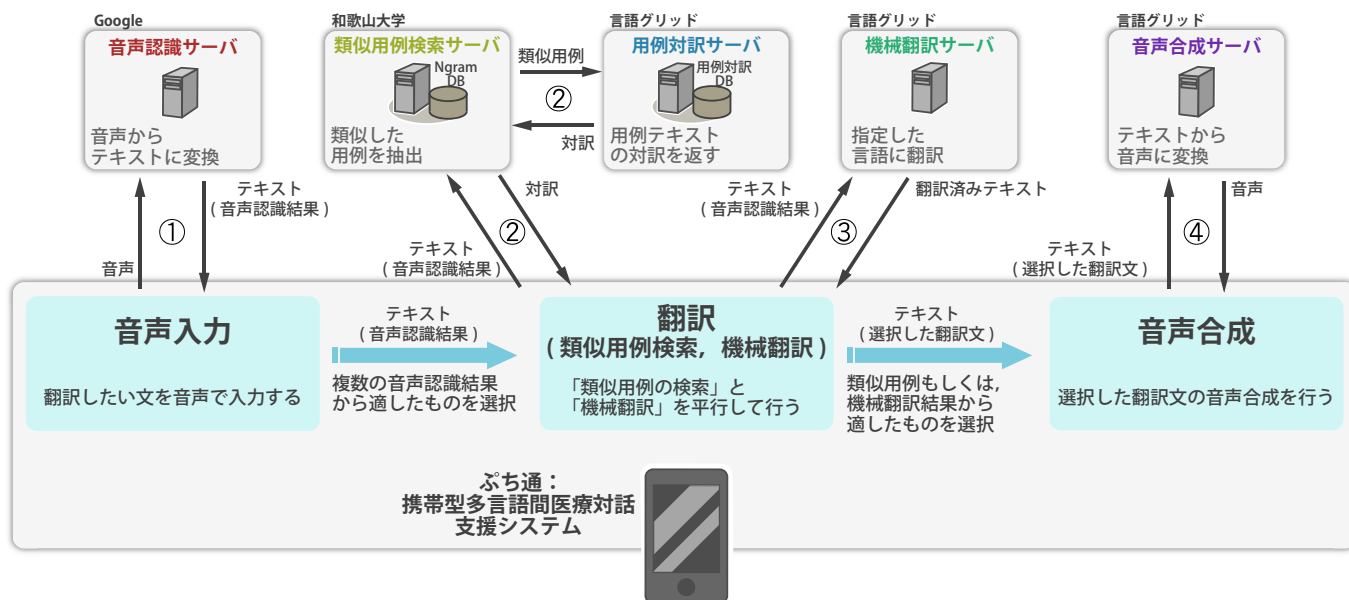 Google
音声認識サーバ
音声から
テキストに変換
和歌山大学
類似用例検索サーバ
Ngram
DB
類似した
用例を抽出
類似用例
②
対訳
言語グリッド
用例対訳サーバ
用例対訳
DB
用例テキスト
の対訳を返す
言語グリッド
機械翻訳サーバ
指定した
言語に翻訳
言語グリッド
音声合成サーバ
テキストから
音声に変換
音声
①
テキスト
(音声認識結果)
テキスト
(音声認識結果)
②
対訳
テキスト
(音声認識結果)
③
翻訳済みテキスト
テキスト
(選択した翻訳文)
④
音声
音声入力
翻訳したい文を音声で入力する
テキスト
(音声認識結果)
複数の音声認識結果
から適したものを選択
翻訳
(類似用例検索，機械翻訳)
「類似用例の検索」と
「機械翻訳」を平行して行う
テキスト
(選択した翻訳文)
類似用例もしくは，
機械翻訳結果から
適したものを選択
音声合成
選択した翻訳文の音声合成を行う
ぷち通：
携帯型多言語間医療対話
支援システム